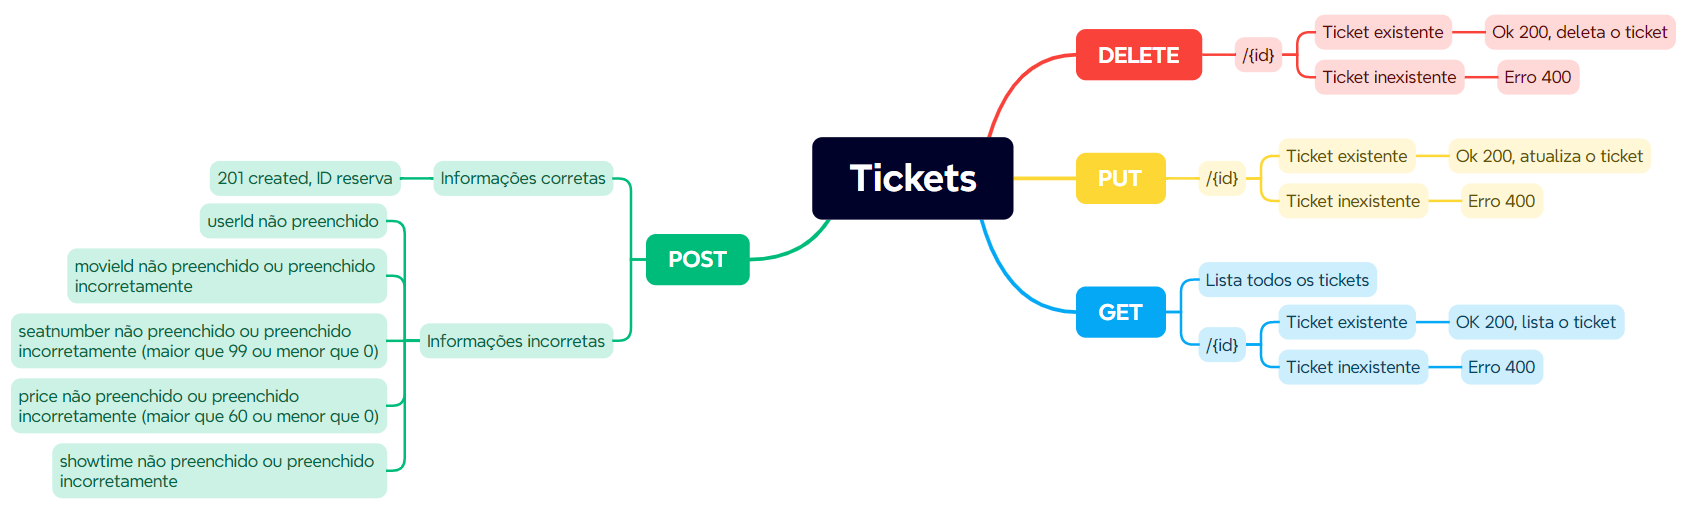 Tickets
DELETE
/{id}
Ticket existente
Ok 200, deleta o ticket
Ticket inexistente
Erro 400
PUT
/{id}
Ticket existente
Ok 200, atualiza o ticket
Ticket inexistente
Erro 400
GET
Lista todos os tickets
/{id}
Ticket existente
OK 200, lista o ticket
Ticket inexistente
Erro 400
POST
Informações corretas
201 created, ID reserva
Informações incorretas
userId não preenchido
movieId não preenchido ou preenchido
incorretamente
seatnumber não preenchido ou preenchido
incorretamente (maior que 99 ou menor que 0)
price não preenchido ou preenchido
incorretamente (maior que 60 ou menor que 0)
showtime não preenchido ou preenchido
incorretamente